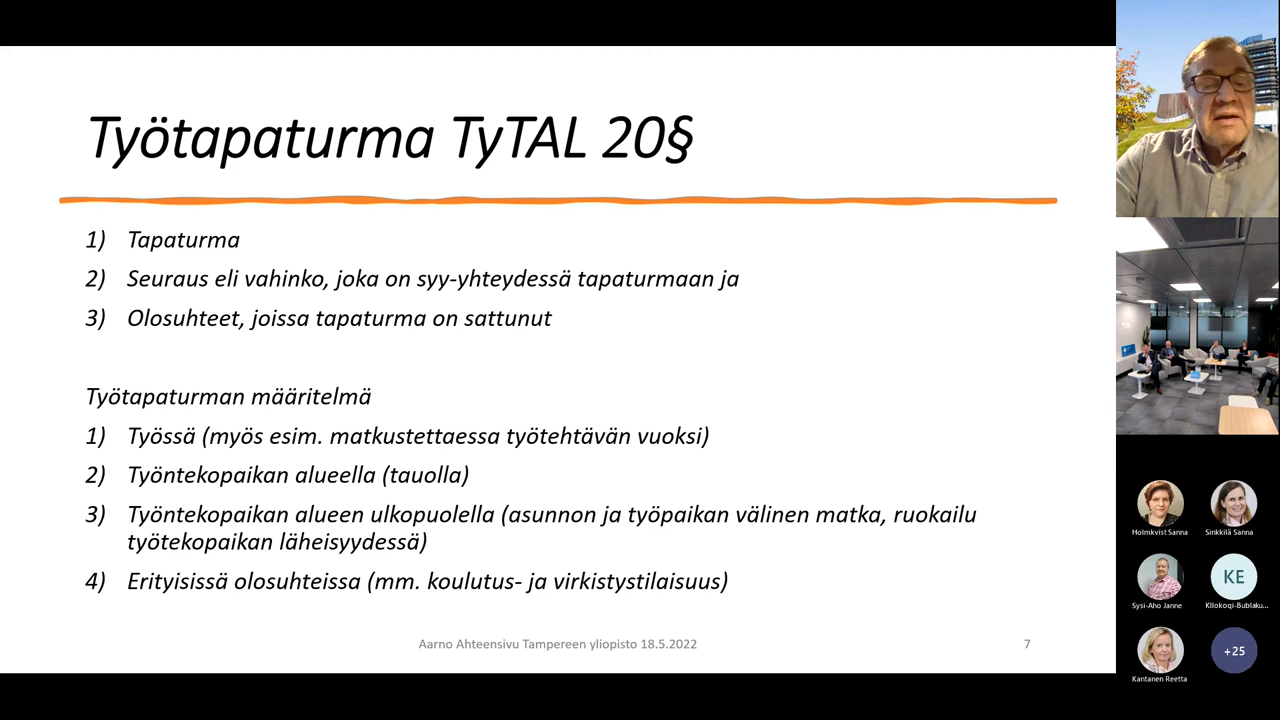 Työtapaturma TyTAL 20§
1) Tapaturma
2) Seuraus eli vahinko, joka on syy-yhteydessä tapaturmaan ja
3) Olosuhteet, joissa tapaturma on sattunut
Työtapaturman määritelmä
1) Työssä (myös esim. matkustettaessa työtehtävän vuoksi)
2) Työntekopaikan alueella (tauolla)
3) Työntekopaikan alueen ulkopuolella (asunnon ja työpaikan välinen matka, ruokailu
työtekopaikan läheisyydessä)
4) Erityisissä olosuhteissa (mm. koulutus- ja virkistystilaisuus)
Aarno Ahteensivu Tampereen yliopisto 18.5.2022
7
Holmkvist Sanna
Sinkkilä Sanna
Sysi-Aho Janne
KE
Kantanen Reetta
+25